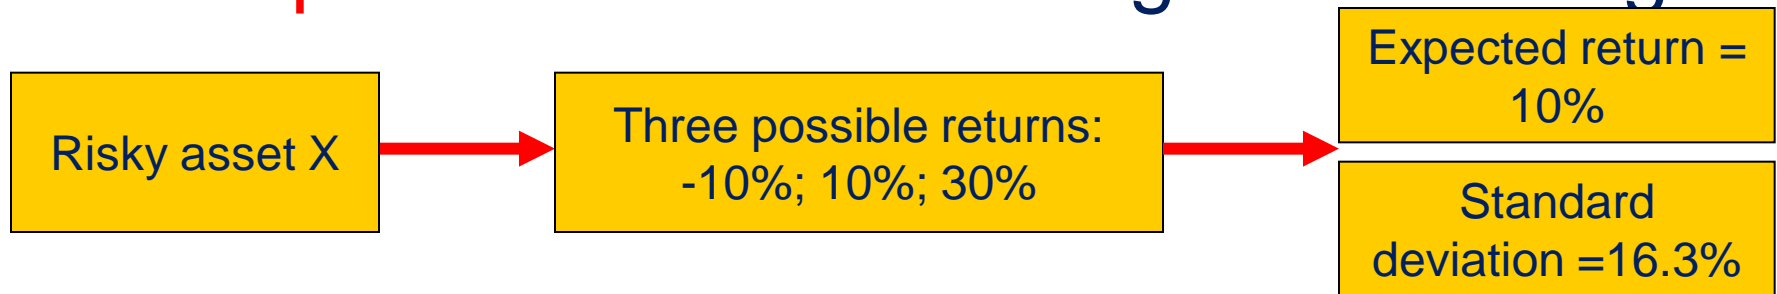 Risky asset X
Three possible returns:
-10%; 10%; 30%
Expected return =
10%
Standard
deviation =16.3%